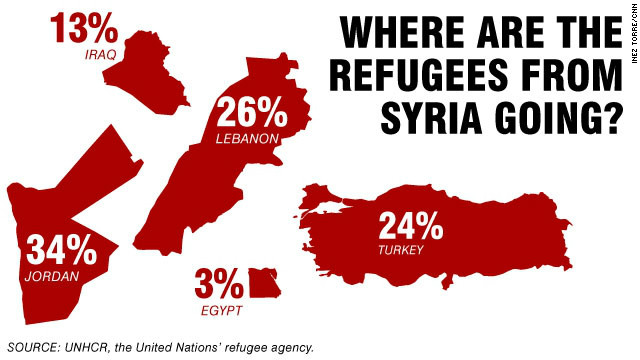 WHERE ARE THE
REFUGEES FROM
SYRIA GOING?
INEZ TORRE/CNN
13%
IRAQ
26%
LEBANON
34%
JORDAN
24%
TURKEY
3%
EGYPT
SOURCE: UNHCR, the United Nations' refugee agency.